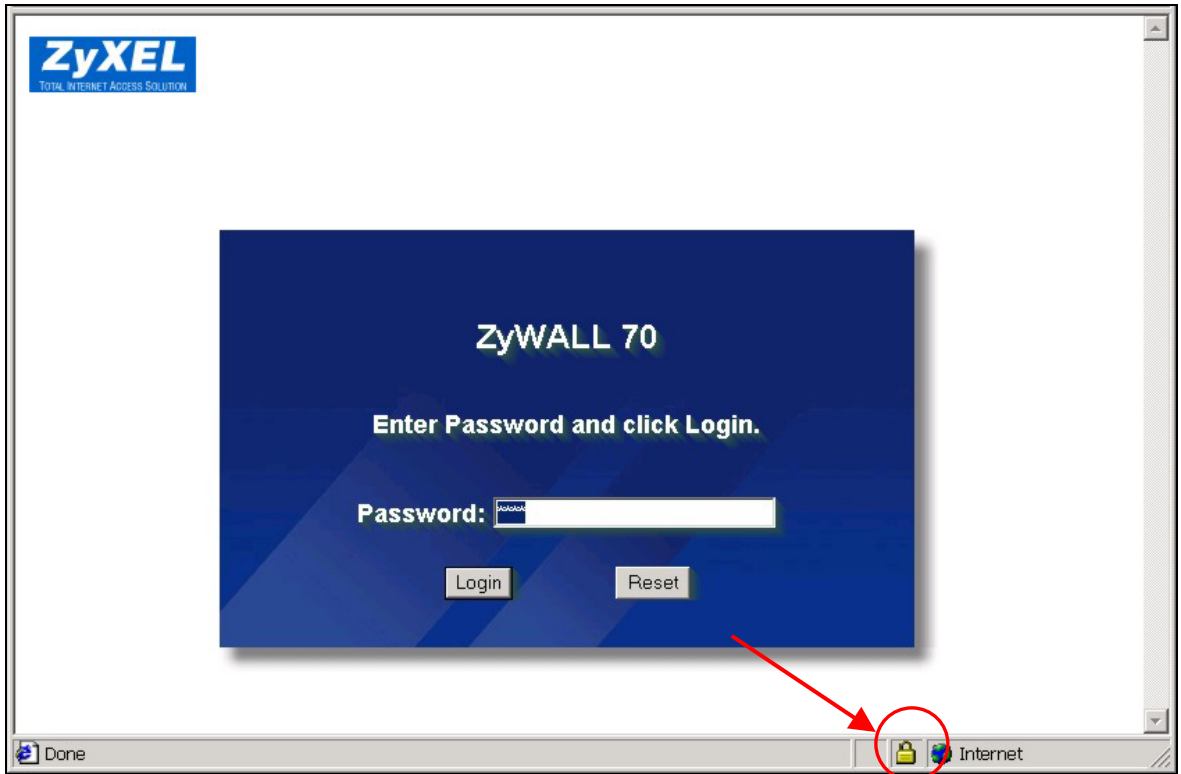 ZyXEL
TOTAL INTERNET ACCESS SOLUTION
ZyWALL 70
Enter Password and click Login.
Password: ****
Login Reset
Done Internet